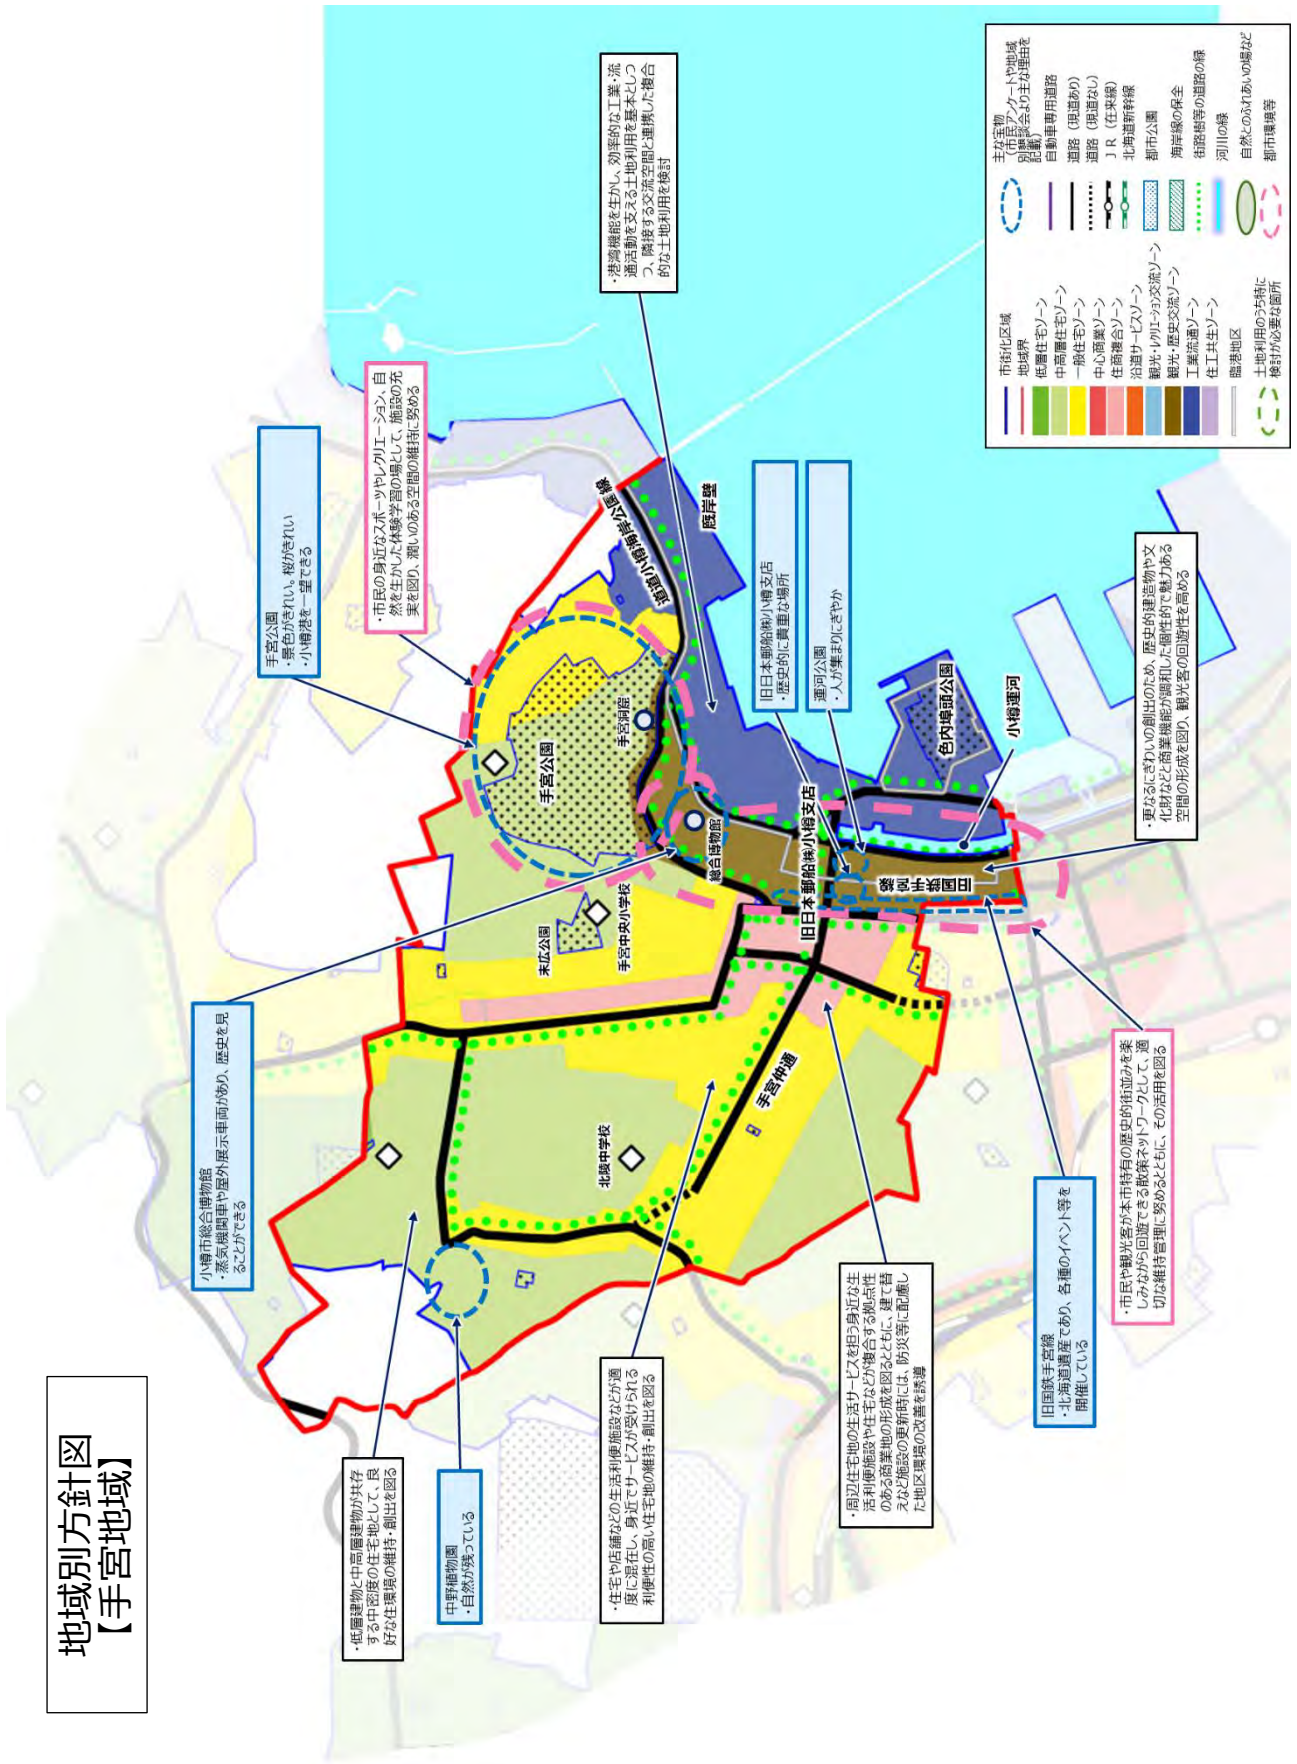 地域別方針図
【手宮地域】
・低層建物と中高層建物が共存
する中密度の住宅地として、良
好な住環境の維持・創出を図る
中野植物園
・自然が残っている
小樽市総合博物館
・蒸気機関車や屋外展示車両があり、歴史を見
ることができる
手宮公園
・景色がきれい。桜がきれい
・小樽港を一望できる
・市民の身近なスポーツやレクリエーション、自
然を生かした体験学習の場として、施設の充
実を図り、潤いのある空間の維持に努める
・港湾機能を生かし、効率的な工業・流
通活動を支える土地利用を基本としつ
つ、隣接する交流空間と連携した複合
的な土地利用を検討
手宮公園
手宮洞窟
末広公園
手宮中央小学校
総合博物館
北陵中学校
手宮仲通
道道小樽海岸公園線
厩岸壁
旧日本郵船㈱小樽支店
旧国鉄手宮線
色内埠頭公園
小樽運河
旧日本郵船㈱小樽支店
・歴史的に貴重な場所
運河公園
・人が集まりにぎやか
・住宅や店舗などの生活利便施設などが適
度に混在し、身近でサービスが受けられる
利便性の高い住宅地の維持・創出を図る
・周辺住宅地の生活サービスを担う身近な生
活利便施設や住宅などが複合する拠点性
のある商業地の形成を図るとともに、建て替
えなど施設の更新時には、防災等に配慮し
た地区環境の改善を誘導
旧国鉄手宮線
・北海道遺産であり、各種のイベント等を
開催している
・市民や観光客が本市特有の歴史的街並みを楽
しみながら回遊できる散策ネットワークとして、適
切な維持管理に努めるとともに、その活用を図る
・更なるにぎわいの創出のため、歴史的建造物や文
化財などと商業機能が調和した個性的で魅力ある
空間の形成を図り、観光客の回遊性を高める
市街化区域
地域界
低層住宅ゾーン
中高層住宅ゾーン
一般住宅ゾーン
中心商業ゾーン
住商複合ゾーン
沿道サービスゾーン
観光・レクリエーション交流ゾーン
観光・歴史交流ゾーン
工業流通ゾーン
住工共生ゾーン
臨港地区
土地利用のうち特に
検討が必要な箇所
主な宝物
（市民アンケートや地域
別懇談会より主な理由を
記載）
自動車専用道路
道路（現道あり）
道路（現道なし）
ＪＲ（在来線）
北海道新幹線
都市公園
海岸線の保全
街路樹等の道路の緑
河川の緑
自然とのふれあいの場など
都市環境等